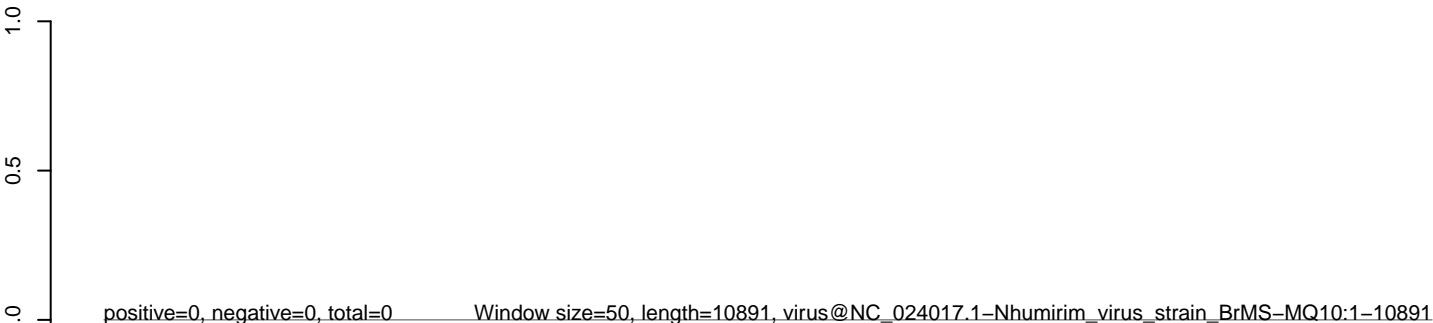 1.0
0.5
.0
positive=0, negative=0, total=0 Window size=50, length=10891, virus@NC_024017.1−Nhumirim_virus_strain_BrMS−MQ10:1−10891